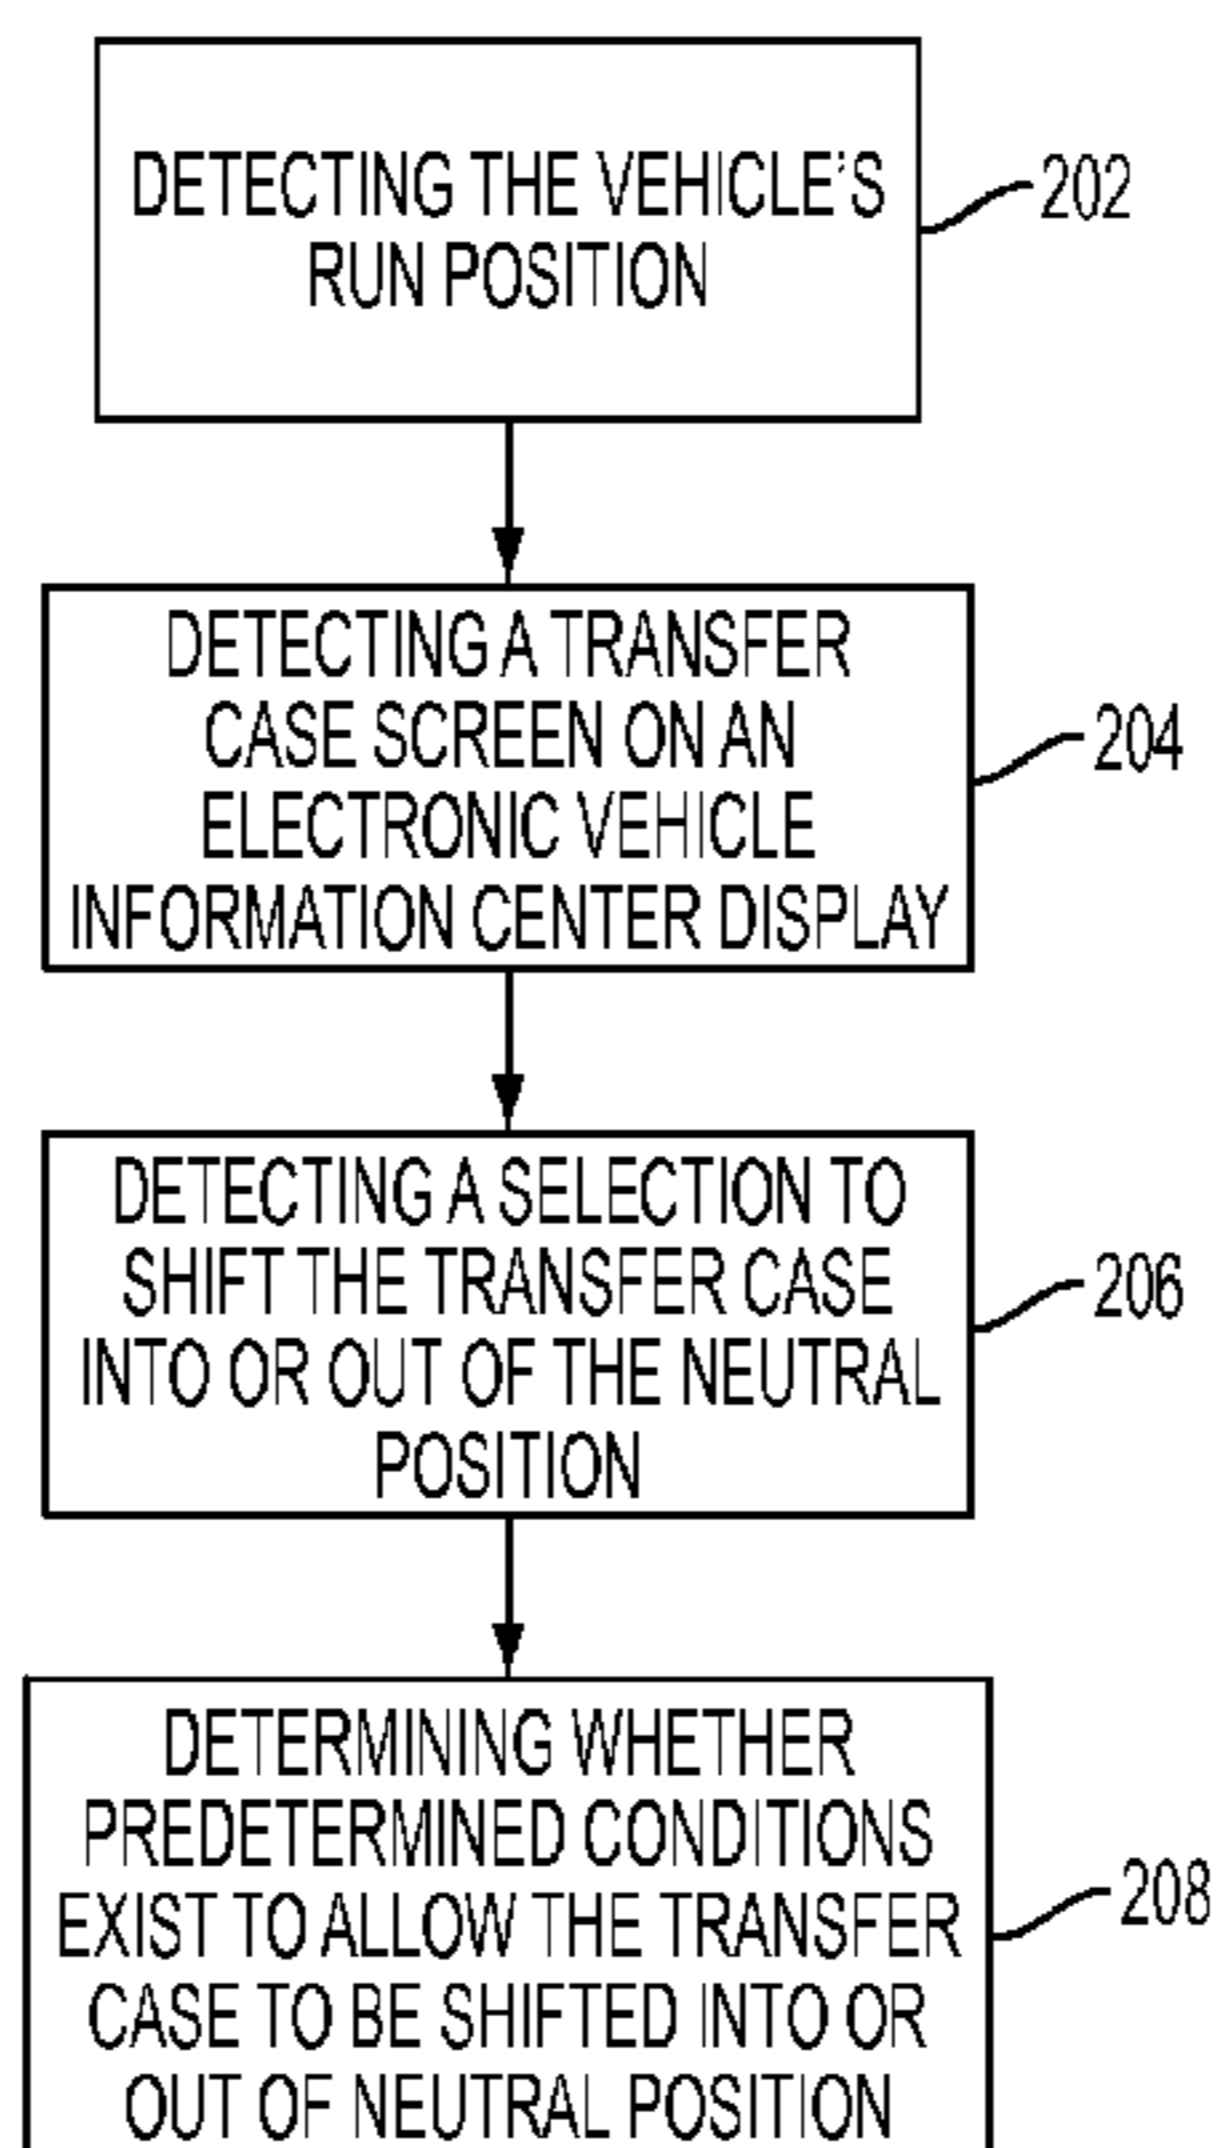 DETECTING THE VEHICLE'S
RUN POSITION
202
DETECTING A TRANSFER
CASE SCREEN ON AN
ELECTRONIC VEHICLE
INFORMATION CENTER DISPLAY
204
DETECTING A SELECTION TO
SHIFT THE TRANSFER CASE
INTO OR OUT OF THE NEUTRAL
POSITION
206
DETERMINING WHETHER
PREDETERMINED CONDITIONS
EXIST TO ALLOW THE TRANSFER
CASE TO BE SHIFTED INTO OR
OUT OF NEUTRAL POSITION
208